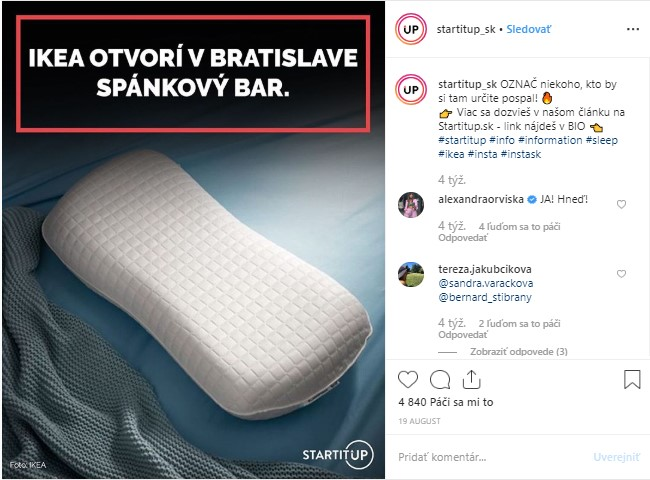 IKEA OTVORÍ V BRATISLAVE
SPÁNKOVÝ BAR.
Foto: IKEA
STARTITUP
UP
startitup_sk • Sledovať
UP
startitup_sk OZNAČ niekoho, kto by
si tam určite pospal! 🔥
👉 Viac sa dozvieš v našom článku na
Startitup.sk - link nájdeš v BIO 👈
#startitup #info #information #sleep
#ikea #insta #instask
4 týž.
alexandraorviska JA! Hneď!
4 týž. 4 ľuďom sa to páči
Odpovedať
tereza.jakubcikova
@sandra.varackova
@bernard_stibrany
4 týž. 2 ľuďom sa to páči
Odpovedať
Zobraziť odpovede (3)
4 840 Páči sa mi to
19 AUGUST
Pridať komentár...
Uverejniť